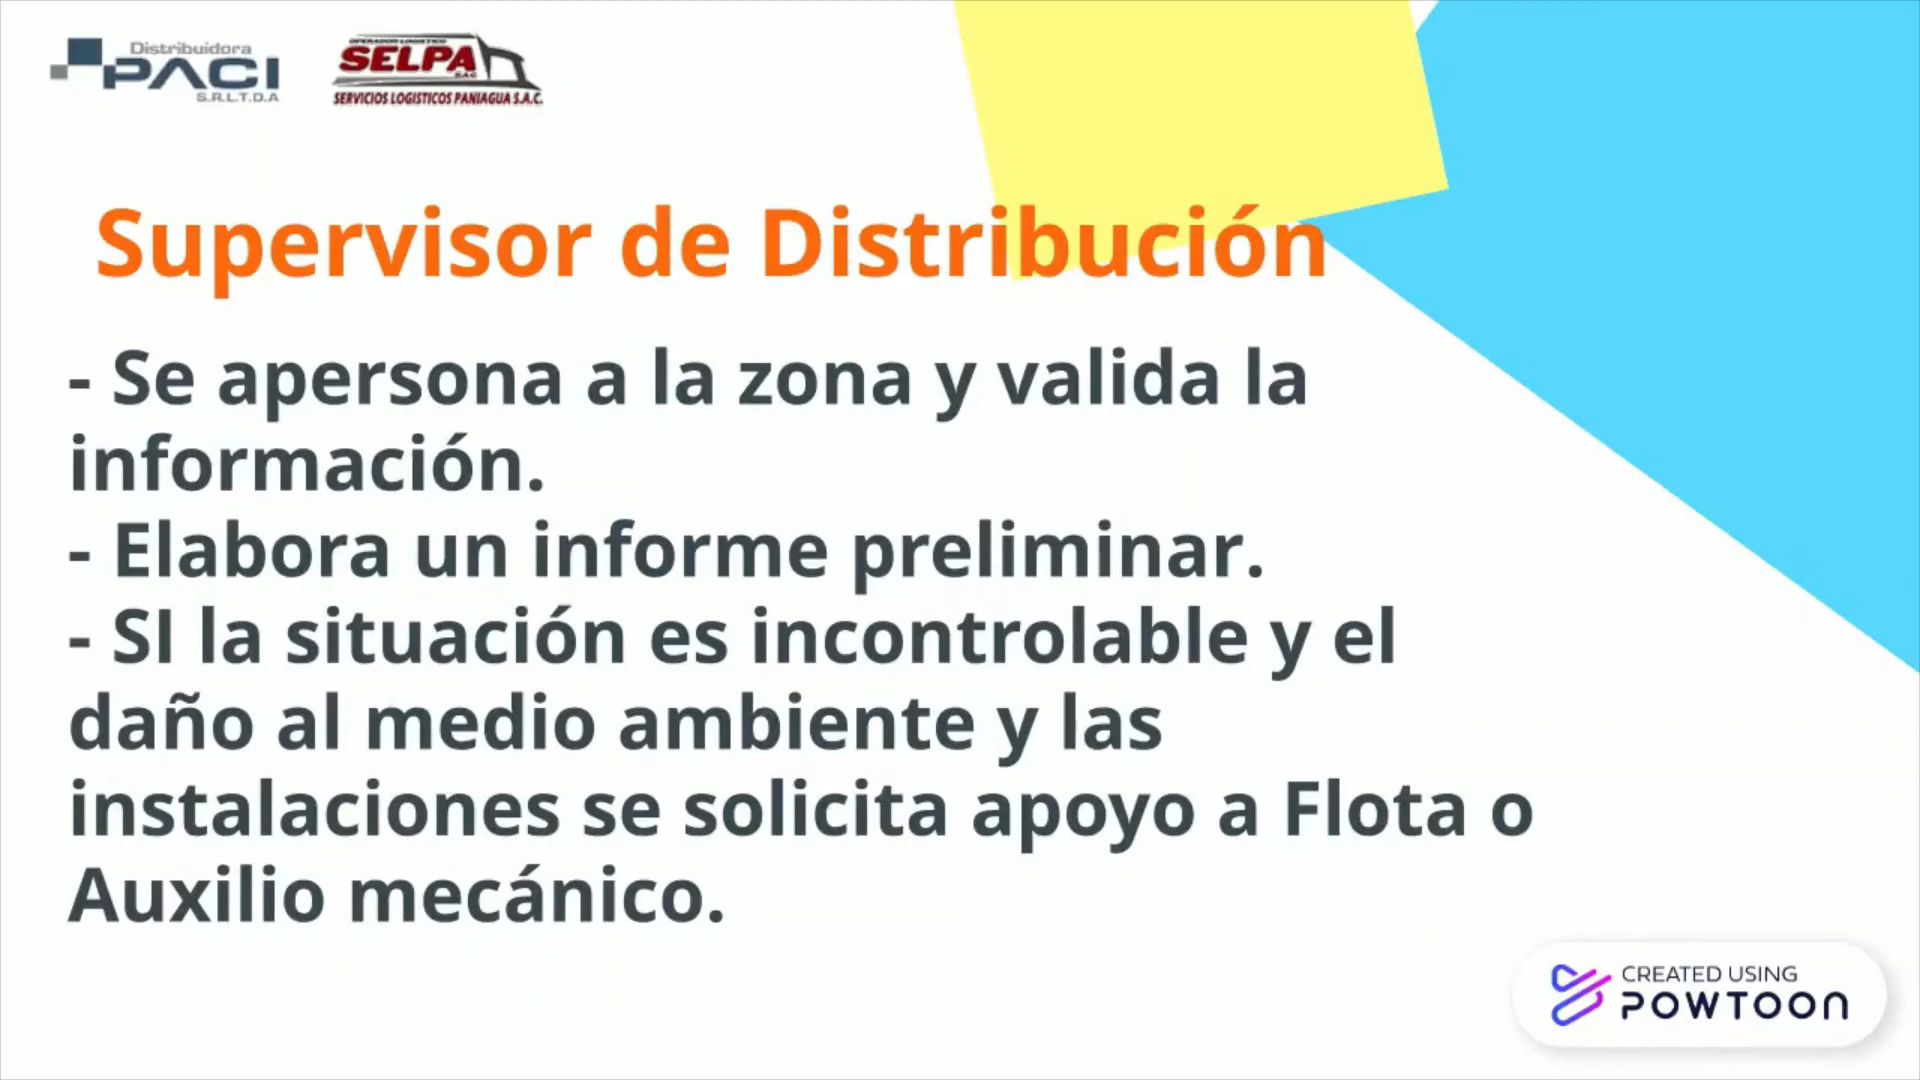 Distribuidora
PACI
S.R.L.T.D.A
OPERADOR LOGISTICO
SELPA
SAC
SERVICIOS LOGISTICOS PANIAGUA S.A.C.
Supervisor de Distribución
- Se apersona a la zona y valida la
información.
- Elabora un informe preliminar.
- SI la situación es incontrolable y el
daño al medio ambiente y las
instalaciones se solicita apoyo a Flota o
Auxilio mecánico.
CREATED USING
POWTOON